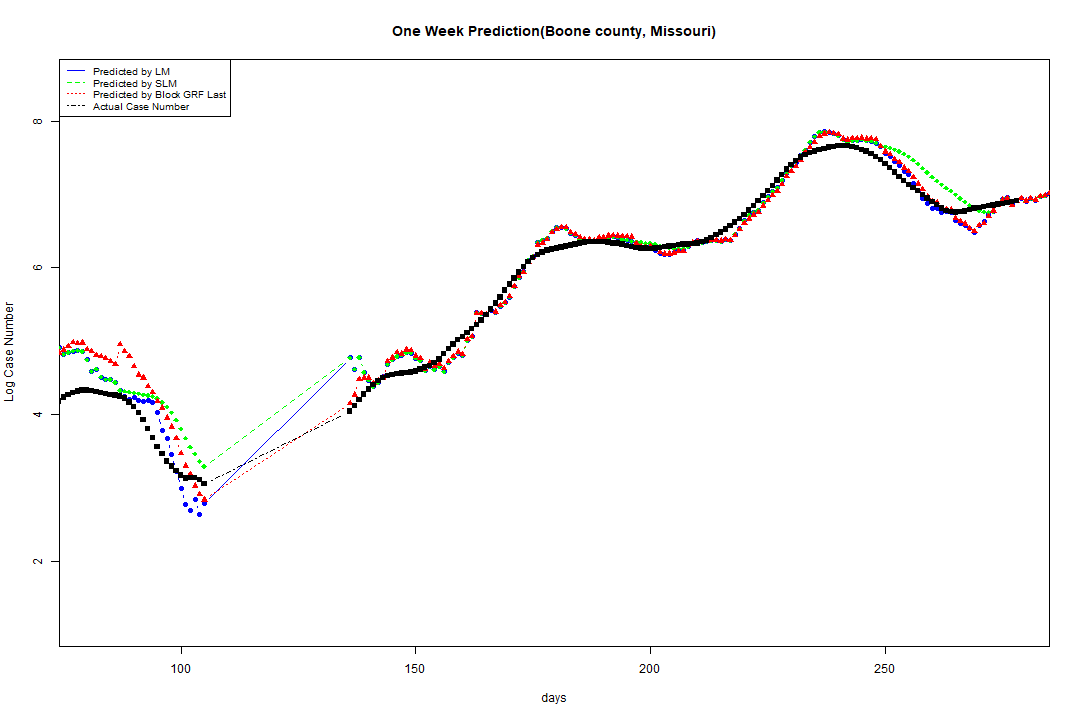 One Week Prediction(Boone county, Missouri)
Predicted by LM
Predicted by SLM
Predicted by Block GRF Last
Actual Case Number
8
6
4
2
Log Case Number
100 150 200 250
days